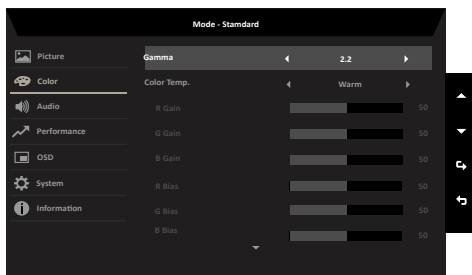 Mode - Stamdard
Picture
Gamma 2.2
Color
Color Temp. Warm
Audio
R Gain 50
Performance
G Gain 50
OSD
B Gain 50
System
R Bias 50
Information
G Bias 50
B Bias 50